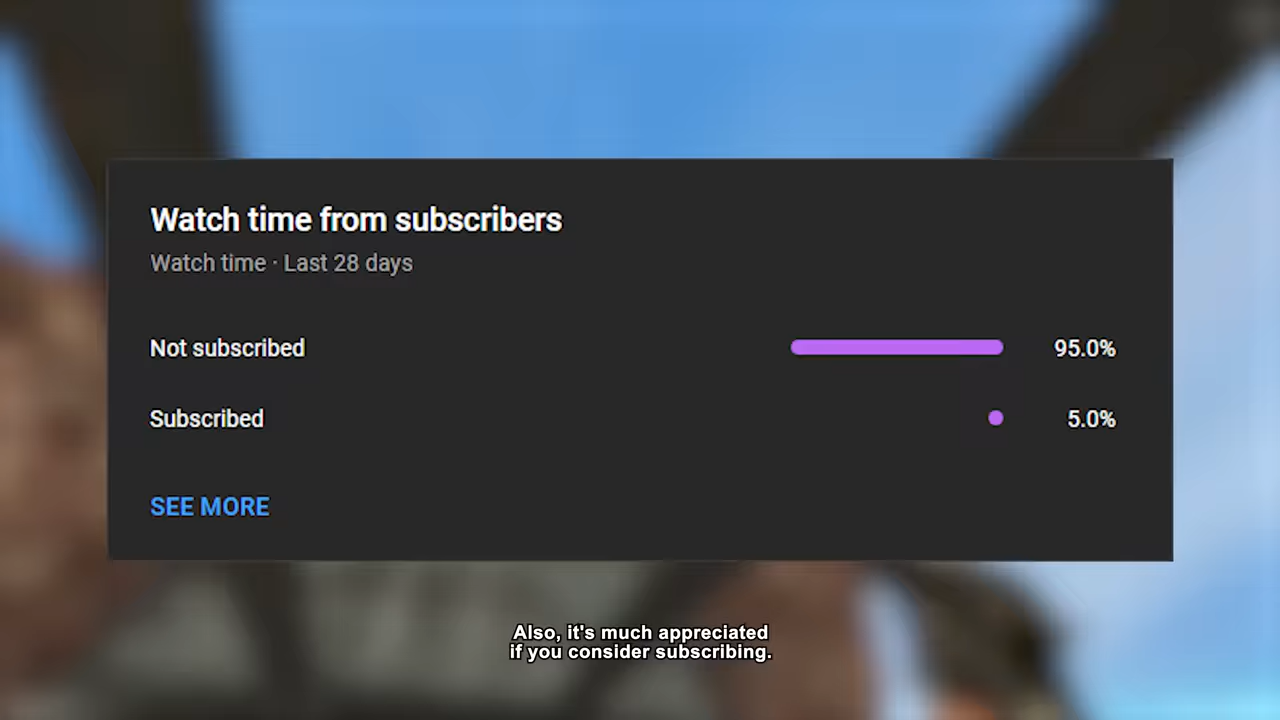 Watch time from subscribers
Watch time · Last 28 days
Not subscribed 95.0%
Subscribed 5.0%
SEE MORE
Also, it's much appreciated
if you consider subscribing.